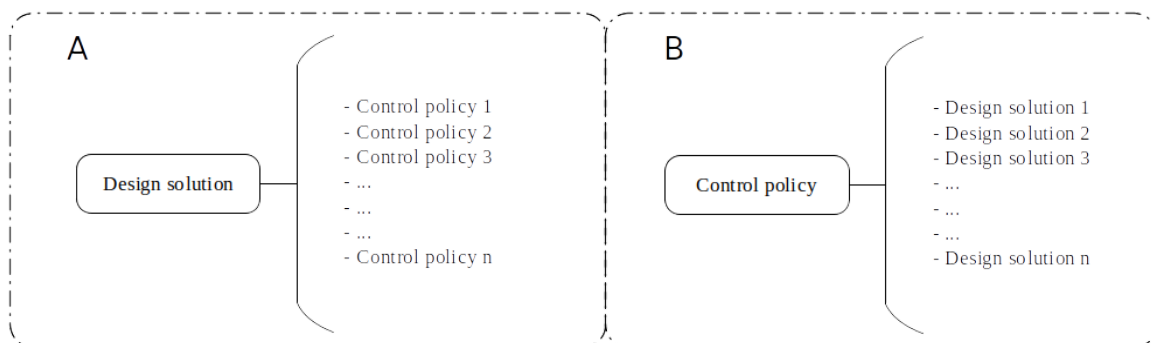 A
Design solution
- Control policy 1
- Control policy 2
- Control policy 3
- ...
- ...
- ...
- Control policy n
B
Control policy
- Design solution 1
- Design solution 2
- Design solution 3
- ...
- ...
- ...
- Design solution n